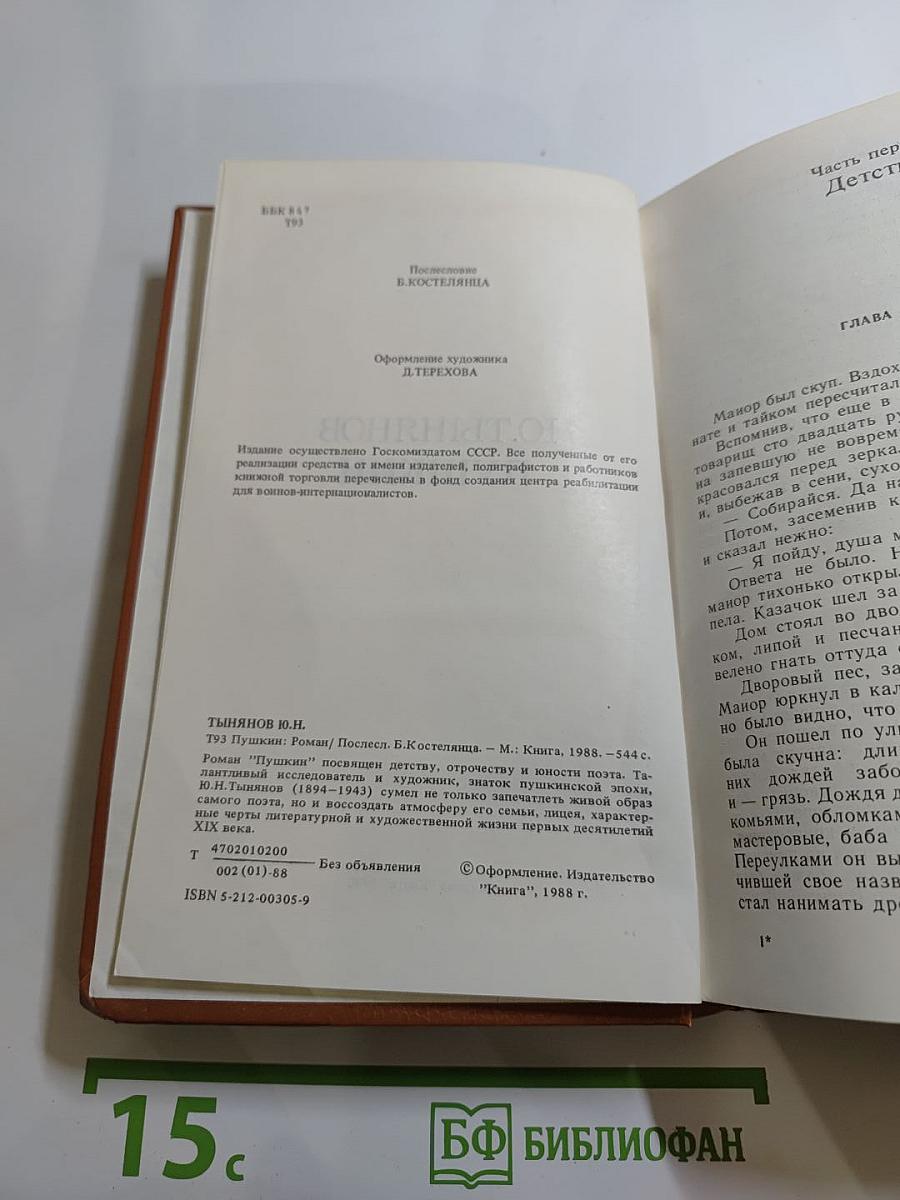 ББК 84 7
Т93
Послесловие
Б.КОСТЕЛЯНЦА
Оформление художника
Д.ТЕРЕХОВА
Ю.ТЫНЯНОВ
Издание осуществлено Госкомиздатом СССР. Все полученные от его
реализации средства от имени издателей, полиграфистов и работников
книжной торговли перечислены в фонд создания центра реабилитации
для воинов-интернационалистов.
ТЫНЯНОВ Ю.Н.
Т93 Пушкин: Роман/ Послесл. Б.Костелянца. – М.: Книга, 1988. –544 с.
Роман "Пушкин" посвящен детству, отрочеству и юности поэта. Та-
лантливый исследователь и художник, знаток пушкинской эпохи,
Ю.Н.Тынянов (1894–1943) сумел не только запечатлеть живой образ
самого поэта, но и воссоздать атмосферу его семьи, лицея, характер-
ные черты литературной и художественной жизни первых десятилетий
XIX века.
Т 4702010200
002 (01)-88
Без объявления
© Оформление. Издательство
"Книга", 1988 г.
ISBN 5-212-00305-9
Часть пер
Детст
ГЛАВА
Маиор был скуп. Вздох
нате и тайком пересчитал
Вспомнив, что еще в
товарищ сто двадцать ру
на запевшую не воврем
красовался перед зеркал
и, выбежав в сени, сухо
— Собирайся. Да на
Потом, засеменив к
и сказал нежно:
— Я пойду, душа м
Ответа не было. Н
маиор тихонько откры
пела. Казачок шел за
Дом стоял во дво
ком, липой и песчан
велено гнать оттуда
Дворовый пес, за
Маиор юркнул в кал
но было видно, что
Он пошел по ули
была скучна: дли
них дождей забо
и — грязь. Дождя д
комьями, обломкам
мастеровые, баба
Переулками он вы
чившей свое назв
стал нанимать дро
1*
15 с
БФ БИБЛИОФАН